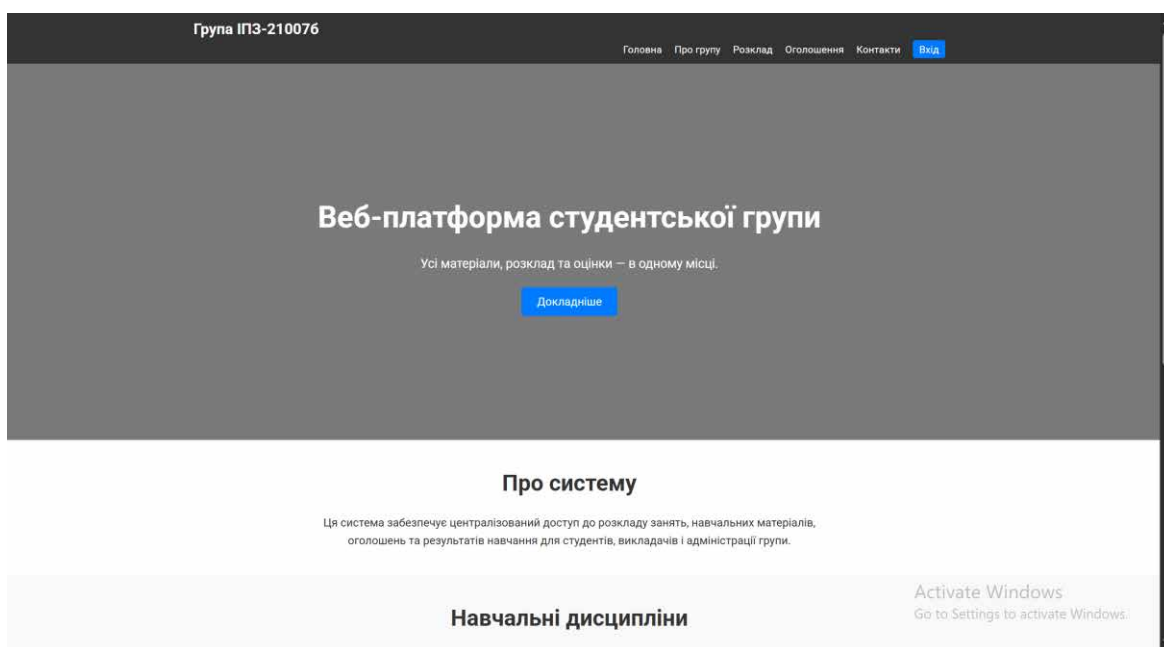 Група ІПЗ-21007б
Головна Про групу Розклад Оголошення Контакти Вхід
Веб-платформа студентської групи
Усі матеріали, розклад та оцінки — в одному місці.
Докладніше
Про систему
Ця система забезпечує централізований доступ до розкладу занять, навчальних матеріалів,
оголошень та результатів навчання для студентів, викладачів і адміністрації групи.
Навчальні дисципліни
Activate Windows
Go to Settings to activate Windows.